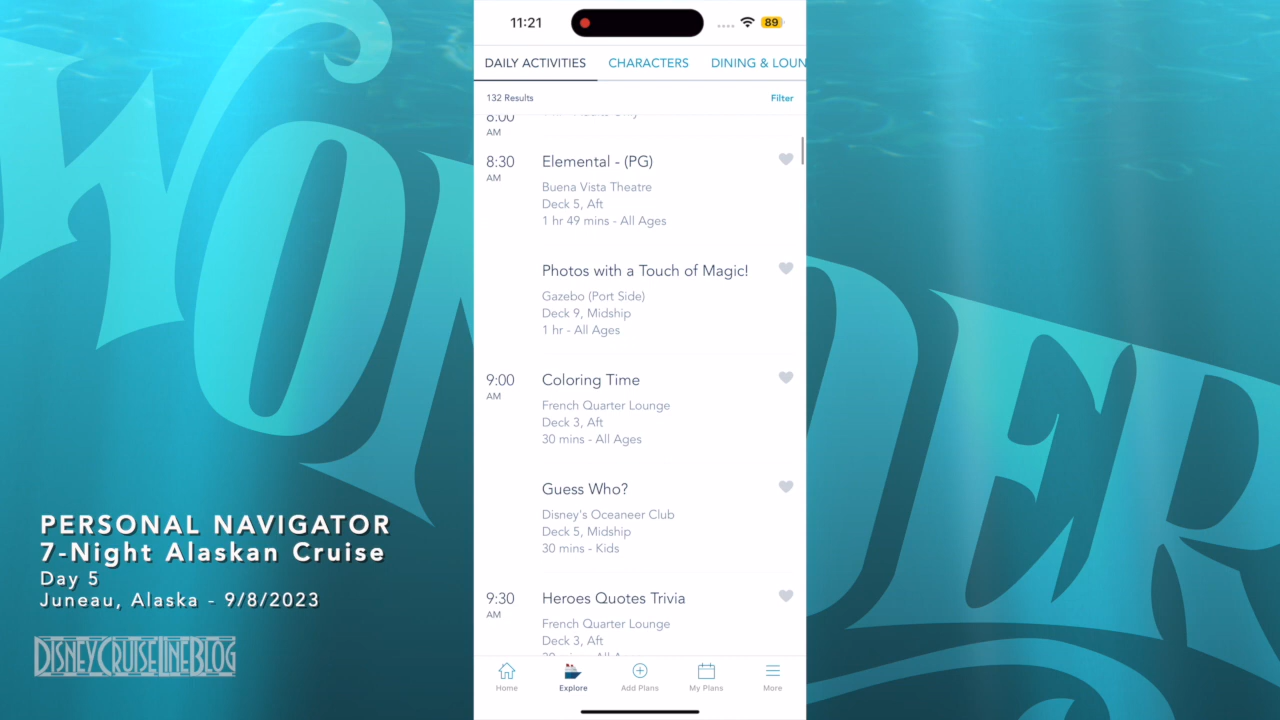 WONDER
PERSONAL NAVIGATOR
7-Night Alaskan Cruise
Day 5
Juneau, Alaska - 9/8/2023
DISNEY CRUISE LINE BLOG
11:21
89
DAILY ACTIVITIES CHARACTERS DINING & LOUN
132 Results Filter
8:00
AM
8:30 Elemental - (PG)
AM
Buena Vista Theatre
Deck 5, Aft
1 hr 49 mins - All Ages
Photos with a Touch of Magic!
Gazebo (Port Side)
Deck 9, Midship
1 hr - All Ages
9:00 Coloring Time
AM
French Quarter Lounge
Deck 3, Aft
30 mins - All Ages
Guess Who?
Disney's Oceaneer Club
Deck 5, Midship
30 mins - Kids
9:30 Heroes Quotes Trivia
AM
French Quarter Lounge
Deck 3, Aft
Home Explore Add Plans My Plans More